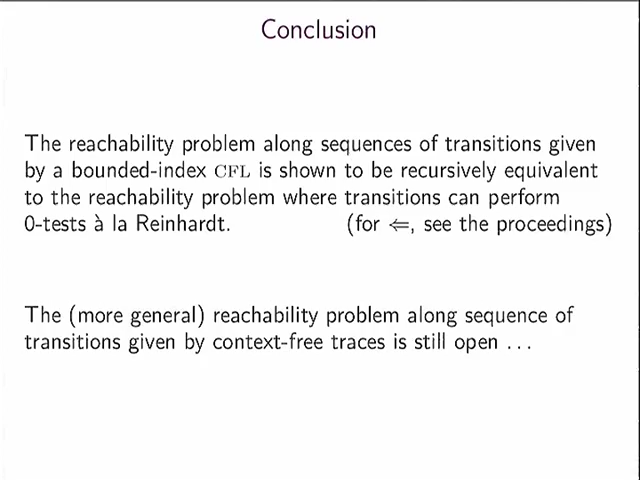 Conclusion
The reachability problem along sequences of transitions given
by a bounded-index CFL is shown to be recursively equivalent
to the reachability problem where transitions can perform
0-tests à la Reinhardt. (for ⇐, see the proceedings)
The (more general) reachability problem along sequence of
transitions given by context-free traces is still open ...